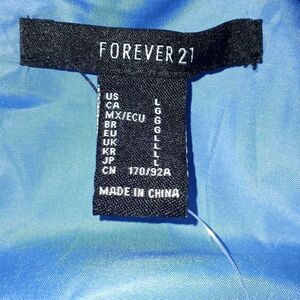 FOREVER 21
US L
CA G
MX/ECU G
BR G
EU L
UK L
KR L
JP L
CN 170/92A
MADE IN CHINA